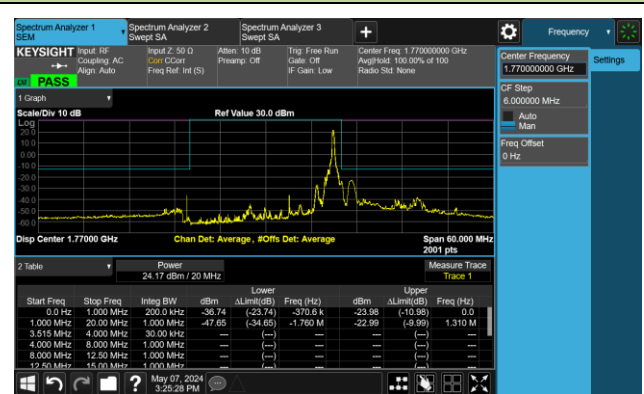 Spectrum Analyzer 1
SEM
Spectrum Analyzer 2
Swept SA
Spectrum Analyzer 3
Swept SA
+
Frequency
KEYSIGHT
Input: RF
Coupling: AC
Align: Auto
Input Z: 50 Ω
Corr CCorr
Freq Ref: Int (S)
Atten: 10 dB
Preamp: Off
Trig: Free Run
Gate: Off
IF Gain: Low
Center Freq: 1.770000000 GHz
Avg|Hold: 100.00% of 100
Radio Std: None
PASS
Center Frequency
1.770000000 GHz
Settings
CF Step
6.000000 MHz
Auto
Man
Freq Offset
0 Hz
1 Graph
Scale/Div 10 dB
Ref Value 30.0 dBm
Log
20.0
10.0
0.00
-10.0
-20.0
-30.0
-40.0
-50.0
-60.0
Disp Center 1.77000 GHz
Chan Det: Average , #Offs Det: Average
Span 60.000 MHz
2001 pts
2 Table
Power
24.17 dBm / 20 MHz
Measure Trace
Trace 1
Lower Upper
Start Freq Stop Freq Integ BW dBm ΔLimit(dB) Freq (Hz) dBm ΔLimit(dB) Freq (Hz)
0.0 Hz 1.000 MHz 200.0 kHz -36.74 (-23.74) -370.6 k -23.98 (-10.98) 0.0
1.000 MHz 20.00 MHz 1.000 MHz -47.65 (-34.65) -1.760 M -22.99 (-9.99) 1.310 M
3.515 MHz 4.000 MHz 30.00 kHz --- (---) --- --- (---) ---
4.000 MHz 8.000 MHz 1.000 MHz --- (---) --- --- (---) ---
8.000 MHz 12.50 MHz 1.000 MHz --- (---) --- --- (---) ---
12.50 MHz 15.00 MHz 1.000 MHz --- (---) --- --- (---) ---
?
May 07, 2024
3:25:28 PM